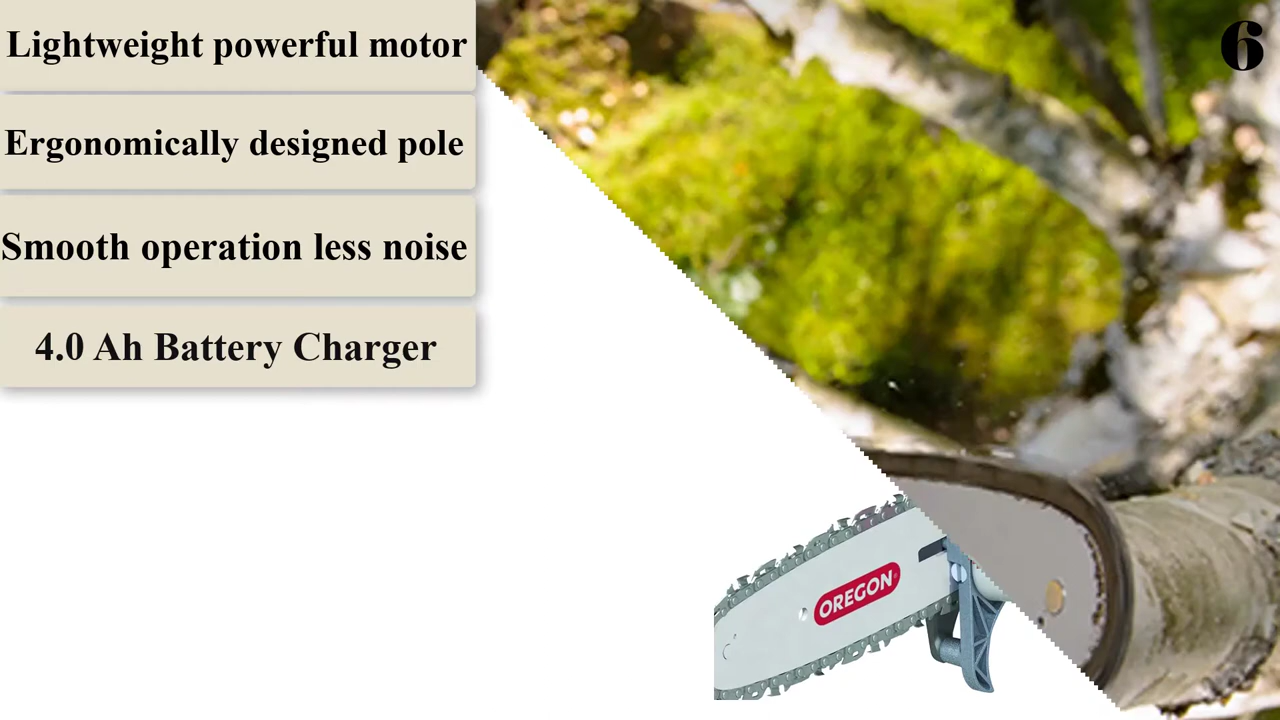 Lightweight powerful motor
6
Ergonomically designed pole
Smooth operation less noise
4.0 Ah Battery Charger
OREGON